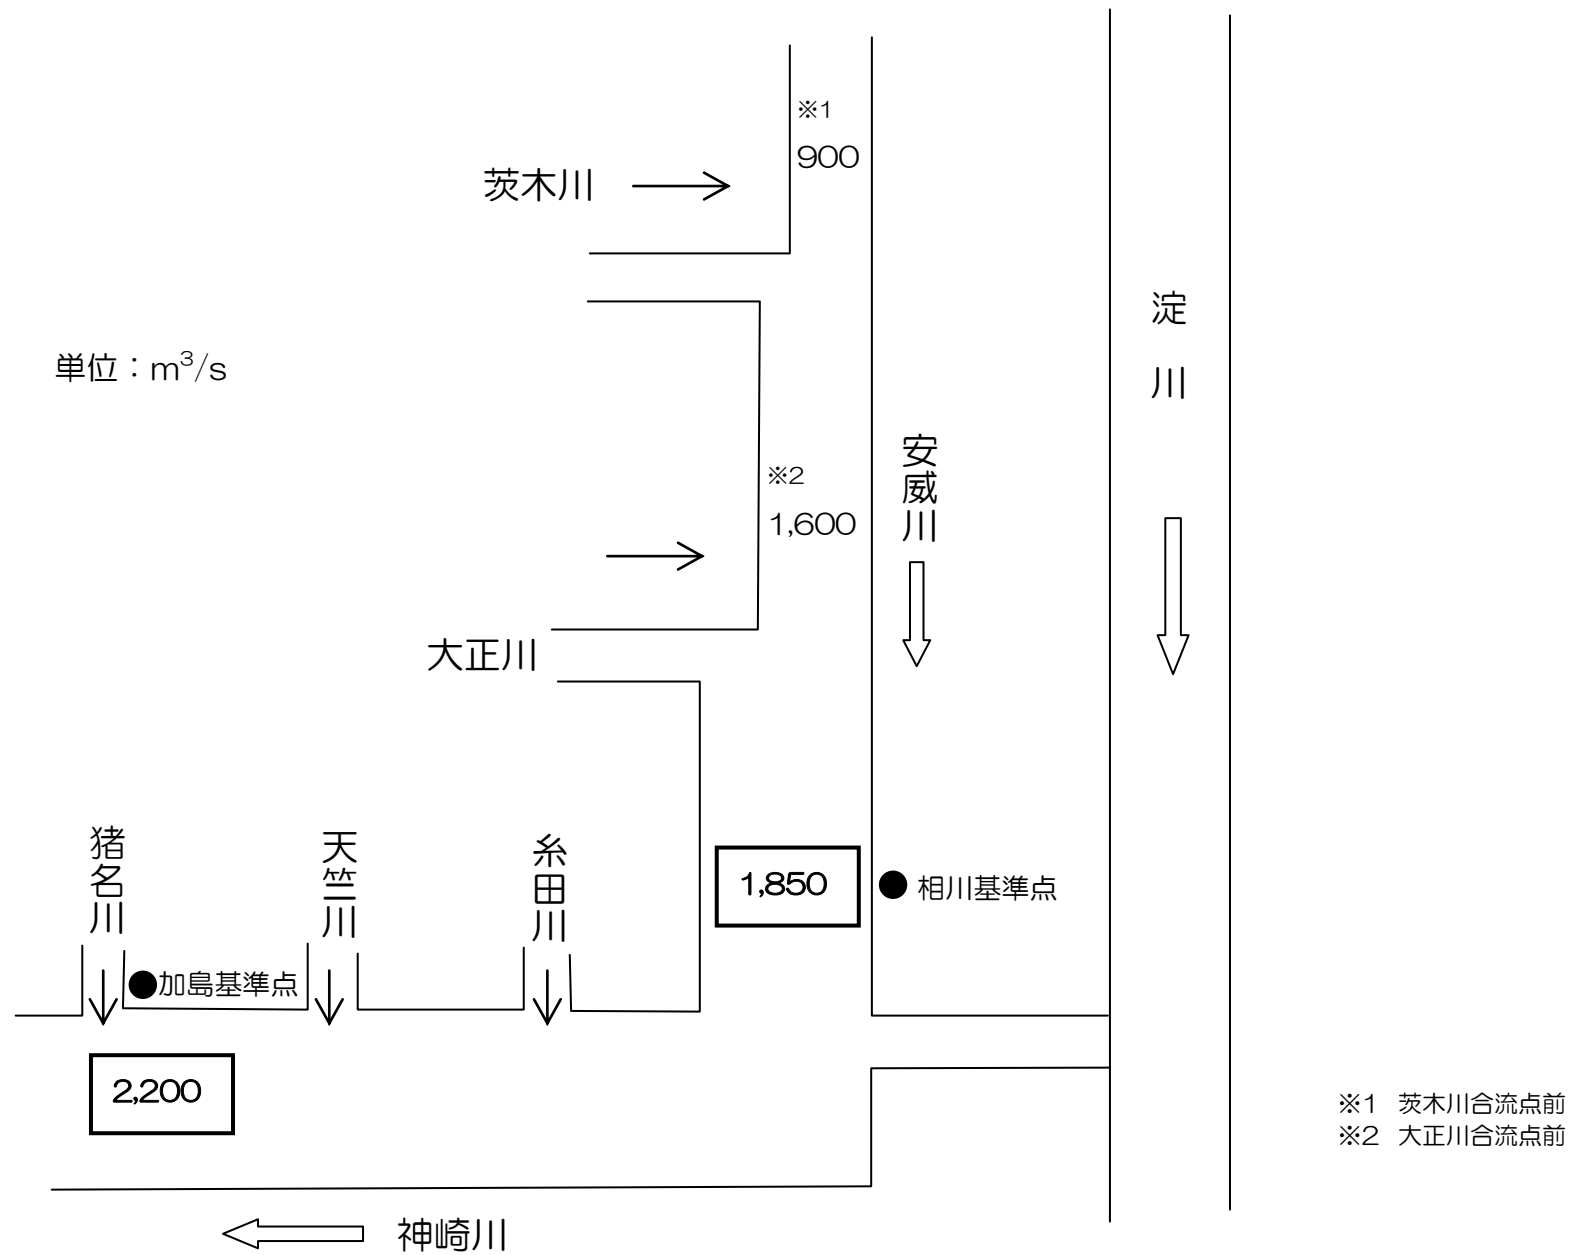 ※1
900
茨木川
淀
川
単位：m³/s
安威川
※2
1,600
大正川
猪名川
天竺川
糸田川
1,850
●相川基準点
●加島基準点
2,200
※1 茨木川合流点前
※2 大正川合流点前
神崎川